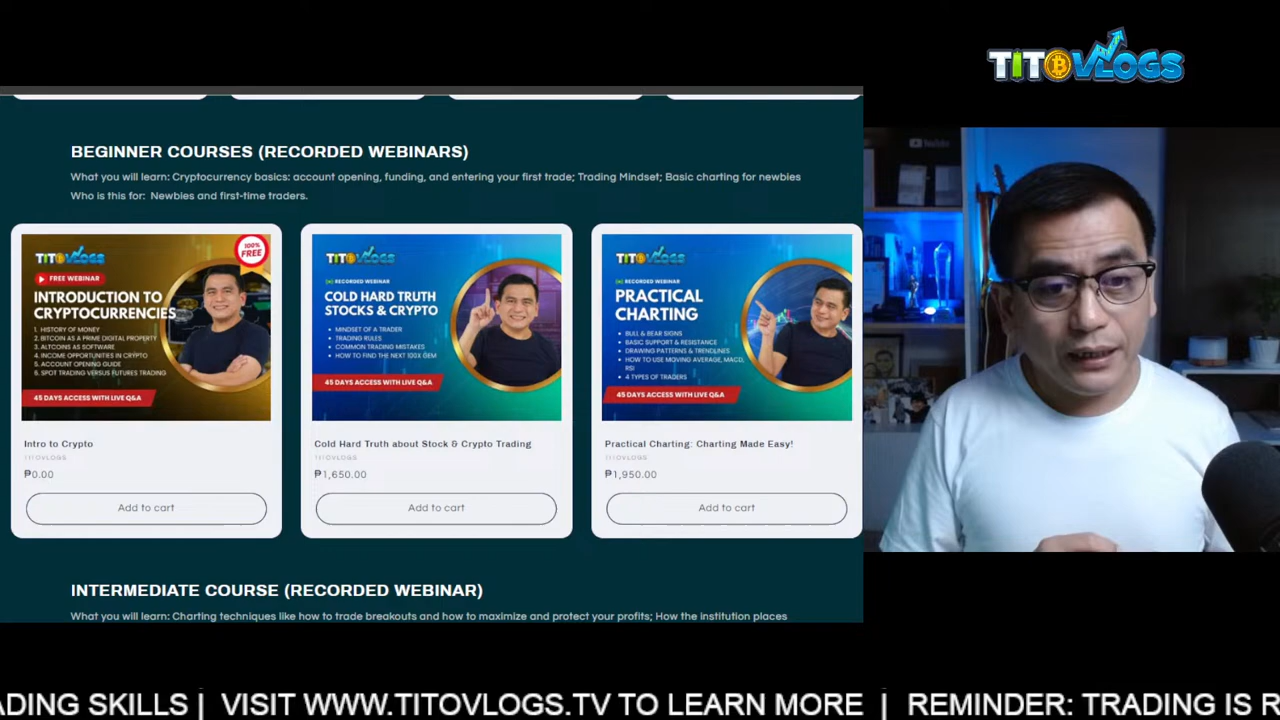 TITOVLOGS
BEGINNER COURSES (RECORDED WEBINARS)
What you will learn: Cryptocurrency basics: account opening, funding, and entering your first trade; Trading Mindset; Basic charting for newbies
Who is this for: Newbies and first-time traders.
TITOVLOGS
100% FREE
FREE WEBINAR
INTRODUCTION TO
CRYPTOCURRENCIES
1. HISTORY OF MONEY
2. BITCOIN AS A PRIME DIGITAL PROPERTY
3. ALTCOINS AS SOFTWARE
4. INCOME OPPORTUNITIES IN CRYPTO
5. ACCOUNT OPENING GUIDE
6. SPOT TRADING VERSUS FUTURES TRADING
45 DAYS ACCESS WITH LIVE Q&A
Intro to Crypto
TITOVLOGS
₱0.00
Add to cart
TITOVLOGS
RECORDED WEBINAR
COLD HARD TRUTH
STOCKS & CRYPTO
• MINDSET OF A TRADER
• TRADING RULES
• COMMON TRADING MISTAKES
• HOW TO FIND THE NEXT 100X GEM
45 DAYS ACCESS WITH LIVE Q&A
Cold Hard Truth about Stock & Crypto Trading
TITOVLOGS
₱1,650.00
Add to cart
TITOVLOGS
RECORDED WEBINAR
PRACTICAL
CHARTING
• BULL & BEAR SIGNS
• BASIC SUPPORT & RESISTANCE
• DRAWING PATTERNS & TRENDLINES
• HOW TO USE MOVING AVERAGE, MACD,
RSI
• 4 TYPES OF TRADERS
45 DAYS ACCESS WITH LIVE Q&A
Practical Charting: Charting Made Easy!
TITOVLOGS
₱1,950.00
Add to cart
INTERMEDIATE COURSE (RECORDED WEBINAR)
What you will learn: Charting techniques like how to trade breakouts and how to maximize and protect your profits; How the institution places
ADING SKILLS | VISIT WWW.TITOVLOGS.TV TO LEARN MORE | REMINDER: TRADING IS R